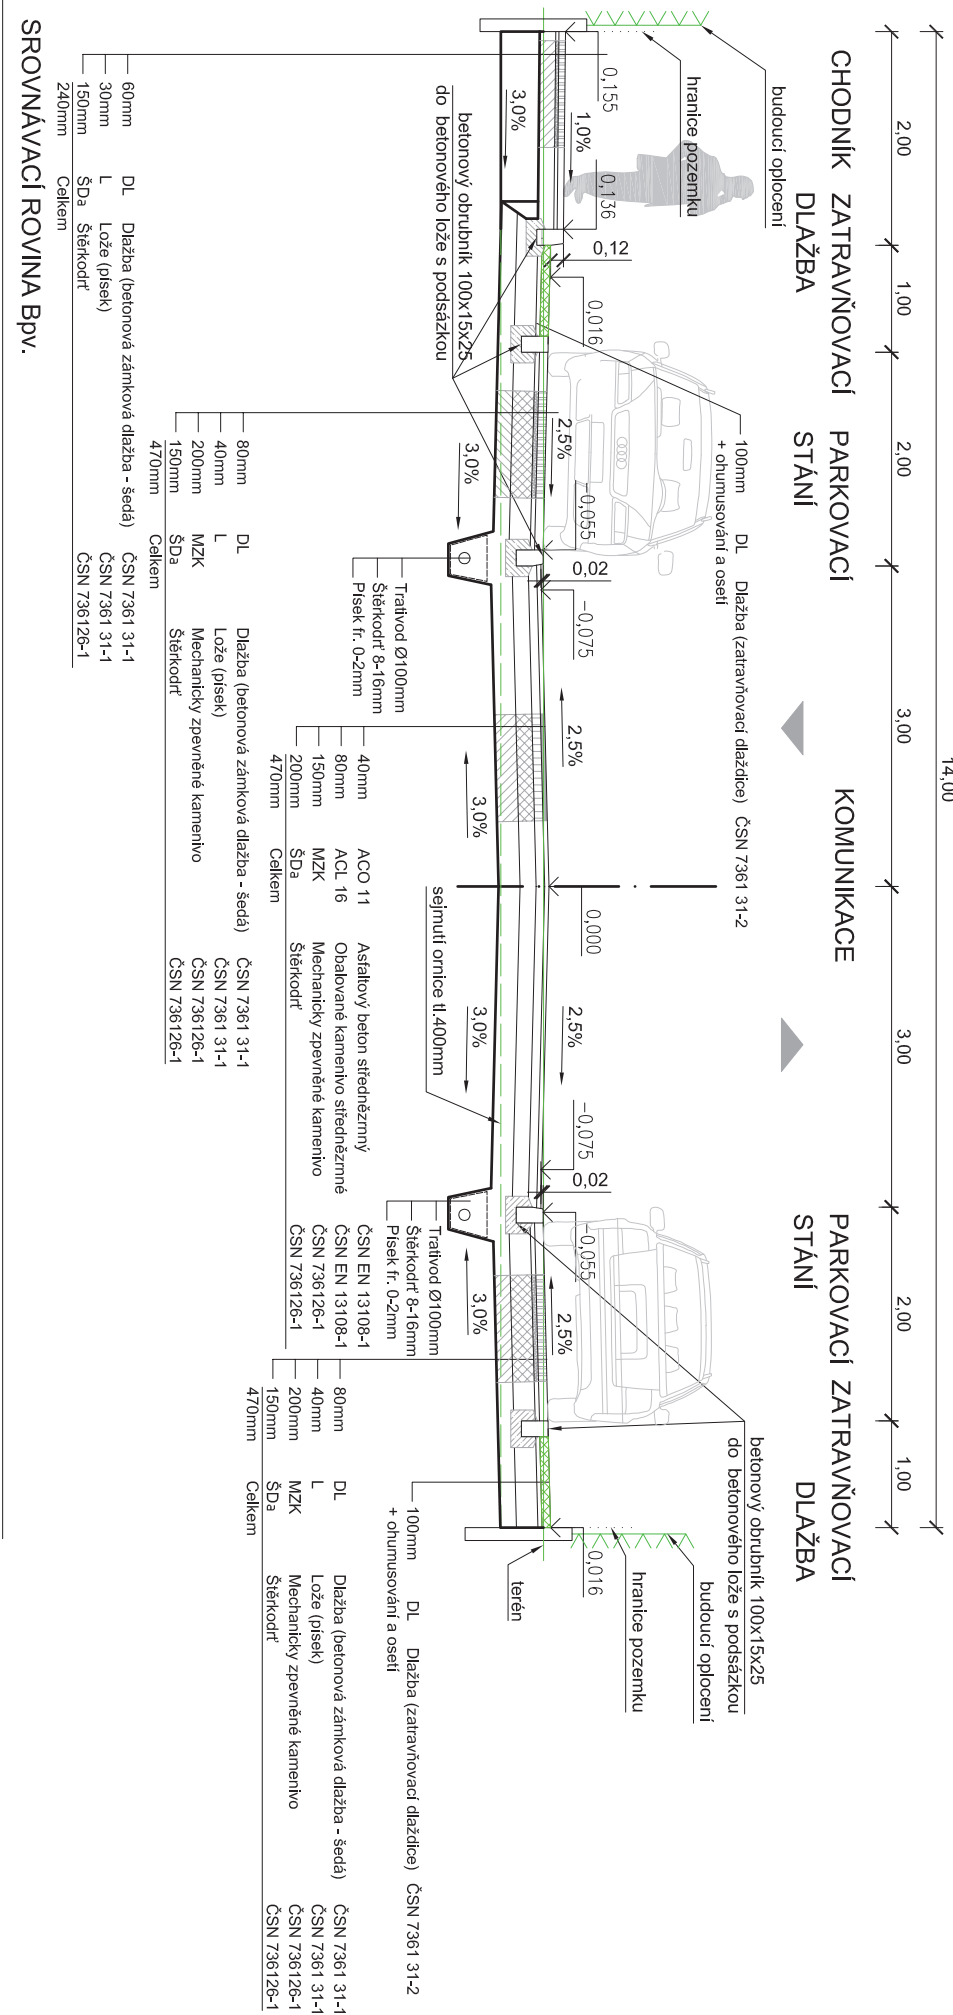 14,00
2,00
1,00
2,00
3,00
3,00
2,00
1,00
CHODNÍK
ZATRAVŇOVACÍ
DLAŽBA
PARKOVACÍ
STÁNÍ
KOMUNIKACE
PARKOVACÍ
STÁNÍ
ZATRAVŇOVACÍ
DLAŽBA
budoucí oplocení
hranice pozemku
0,155
1,0%
0,136
0,12
0,016
3,0%
betonový obrubník 100x15x25
do betonového lože s podsázkou
100mm DL Dlažba (zatravňovací dlaždice) ČSN 7361 31-2
+ ohumusování a osetí
2,5%
-0,055
0,02
-0,075
3,0%
2,5%
3,0%
0,000
2,5%
3,0%
-0,075
0,02
-0,055
2,5%
3,0%
betonový obrubník 100x15x25
do betonového lože s podsázkou
budoucí oplocení
hranice pozemku
0,016
terén
Trativod Ø100mm
Štěrkodrť 8-16mm
Písek fr. 0-2mm
sejmutí ornice tl.400mm
Trativod Ø100mm
Štěrkodrť 8-16mm
Písek fr. 0-2mm
100mm DL Dlažba (zatravňovací dlaždice) ČSN 7361 31-2
+ ohumusování a osetí
40mm ACO 11 Asfaltový beton střednězrnný ČSN EN 13108-1
80mm ACL 16 Obalované kamenivo střednězrnné ČSN EN 13108-1
150mm MZK Mechanicky zpevněné kamenivo ČSN 736126-1
200mm ŠDa Štěrkodrť ČSN 736126-1
470mm Celkem
80mm DL Dlažba (betonová zámková dlažba - šedá) ČSN 7361 31-1
40mm L Lože (písek) ČSN 7361 31-1
200mm MZK Mechanicky zpevněné kamenivo ČSN 736126-1
150mm ŠDa Štěrkodrť ČSN 736126-1
470mm Celkem
80mm DL Dlažba (betonová zámková dlažba - šedá) ČSN 7361 31-1
40mm L Lože (písek) ČSN 7361 31-1
200mm MZK Mechanicky zpevněné kamenivo ČSN 736126-1
150mm ŠDa Štěrkodrť ČSN 736126-1
470mm Celkem
60mm DL Dlažba (betonová zámková dlažba - šedá) ČSN 7361 31-1
30mm L Lože (písek) ČSN 7361 31-1
150mm ŠDa Štěrkodrť ČSN 736126-1
240mm Celkem
SROVNÁVACÍ ROVINA Bpv.